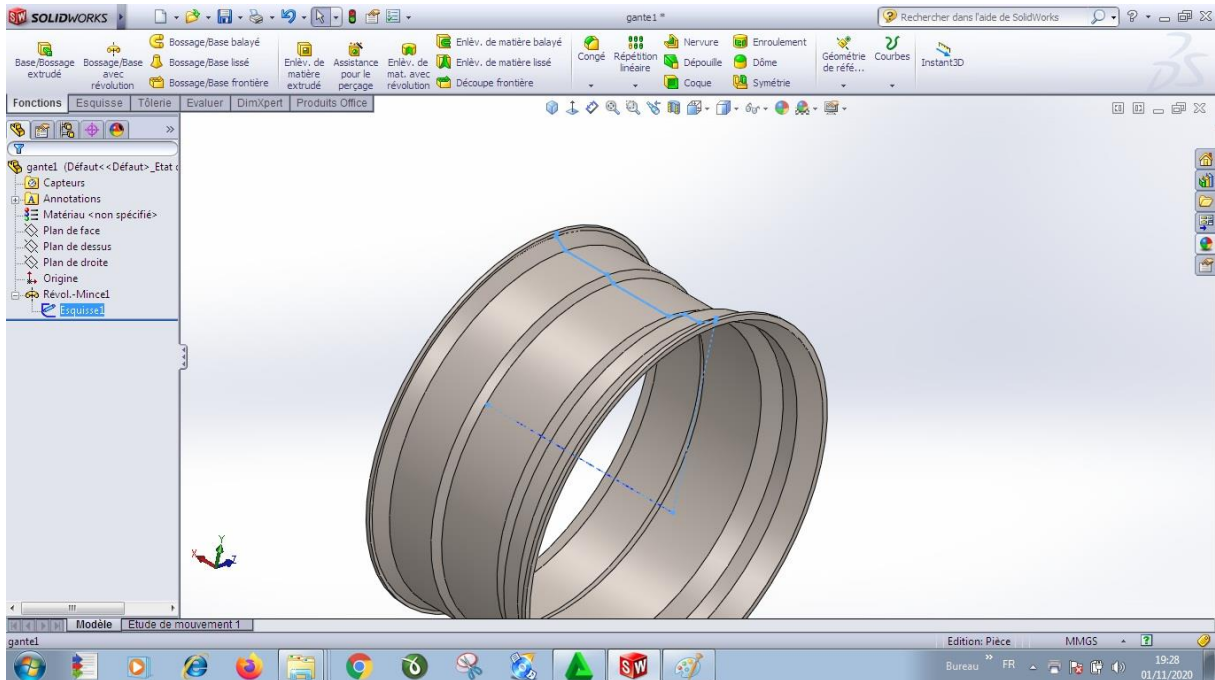 SOLIDWORKS
gante1 *
Rechercher dans l'aide de SolidWorks
Base/Bossage extrudé
Bossage/Base avec révolution
Bossage/Base balayé
Bossage/Base lissé
Bossage/Base frontière
Enlèv. de matière extrudé
Assistance pour le perçage
Enlèv. de mat. avec révolution
Enlèv. de matière balayé
Enlèv. de matière lissé
Découpe frontière
Congé
Répétition linéaire
Nervure
Dépouille
Coque
Enroulement
Dôme
Symétrie
Géométrie de réfé...
Courbes
Instant3D
Fonctions
Esquisse
Tôlerie
Evaluer
DimXpert
Produits Office
gante1 (Défaut<<Défaut>_Etat
Capteurs
Annotations
Matériau <non spécifié>
Plan de face
Plan de dessus
Plan de droite
Origine
Révol.-Mince1
Esquisse1
Y
X
Z
Modèle
Etude de mouvement 1
gante1
Edition: Pièce
MMGS
Bureau
FR
19:28
01/11/2020